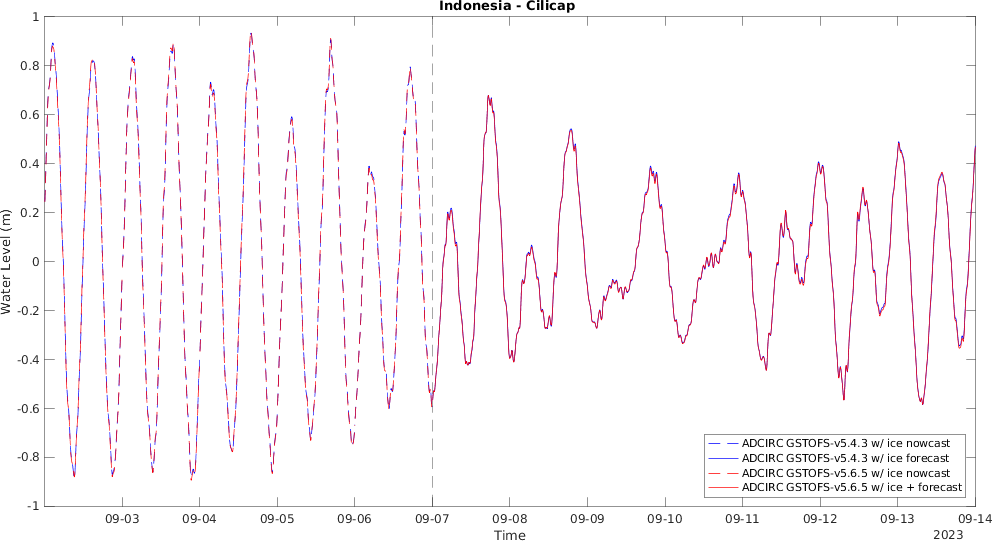 Indonesia - Cilicap
1
0.8
0.6
0.4
0.2
0
-0.2
-0.4
-0.6
-0.8
-1
Water Level (m)
ADCIRC GSTOFS-v5.4.3 w/ ice nowcast
ADCIRC GSTOFS-v5.4.3 w/ ice forecast
ADCIRC GSTOFS-v5.6.5 w/ ice nowcast
ADCIRC GSTOFS-v5.6.5 w/ ice + forecast
09-03 09-04 09-05 09-06 09-07 09-08 09-09 09-10 09-11 09-12 09-13 09-14
Time
2023